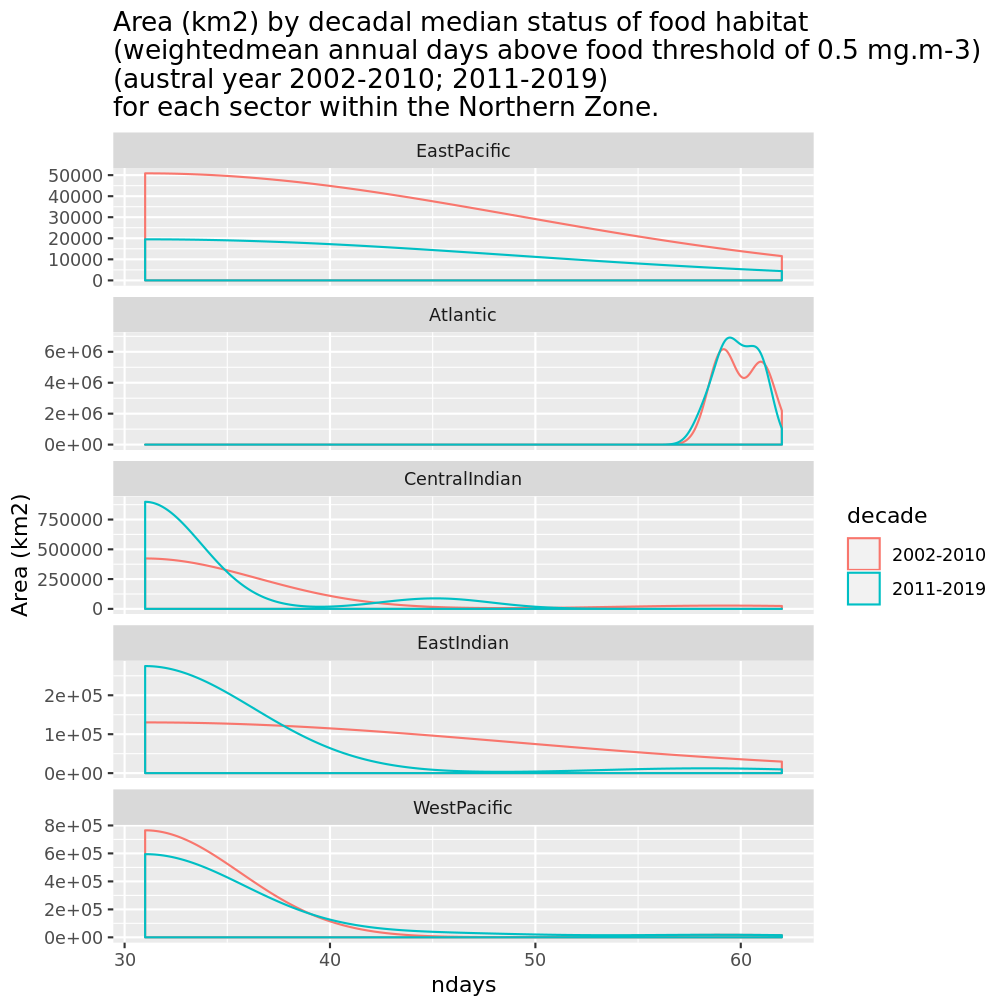 Area (km2) by decadal median status of food habitat
(weightedmean annual days above food threshold of 0.5 mg.m-3)
(austral year 2002-2010; 2011-2019)
for each sector within the Northern Zone.
EastPacific
50000
40000
30000
20000
10000
0
Atlantic
6e+06
4e+06
2e+06
0e+00
CentralIndian
750000
500000
250000
0
EastIndian
2e+05
1e+05
0e+00
WestPacific
8e+05
6e+05
4e+05
2e+05
0e+00
30 40 50 60
ndays
Area (km2)
decade
2002-2010
2011-2019